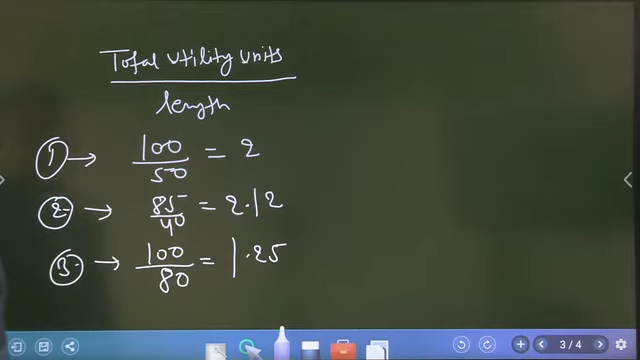 Total utility units
length
1 → 100/50 = 2
2 → 85/40 = 2.12
3 → 100/80 = 1.25
3/4